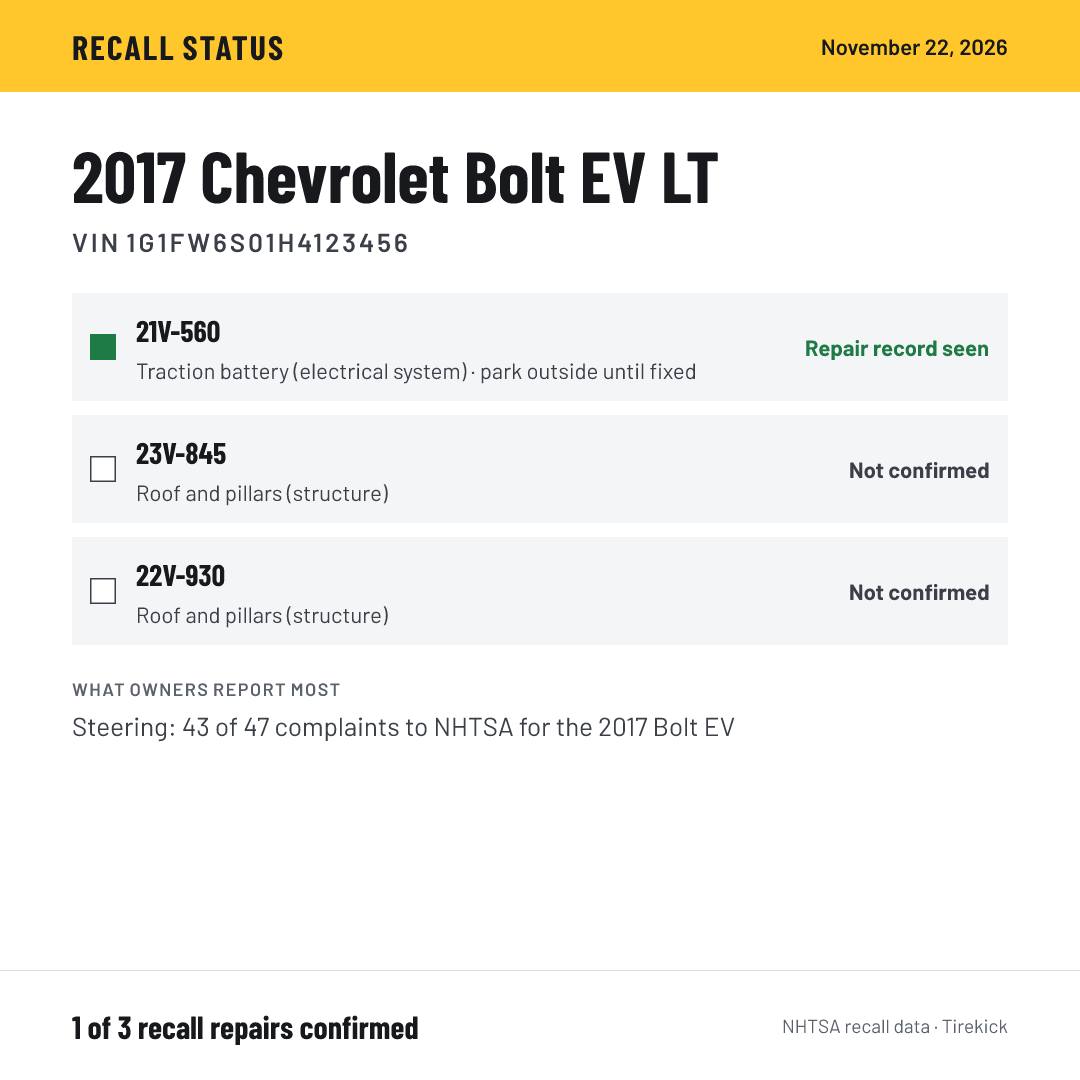 RECALL STATUS
November 22, 2026
2017 Chevrolet Bolt EV LT
VIN 1G1FW6S01H4123456
21V-560
Traction battery (electrical system) · park outside until fixed
Repair record seen
23V-845
Roof and pillars (structure)
Not confirmed
22V-930
Roof and pillars (structure)
Not confirmed
WHAT OWNERS REPORT MOST
Steering: 43 of 47 complaints to NHTSA for the 2017 Bolt EV
1 of 3 recall repairs confirmed
NHTSA recall data · Tirekick